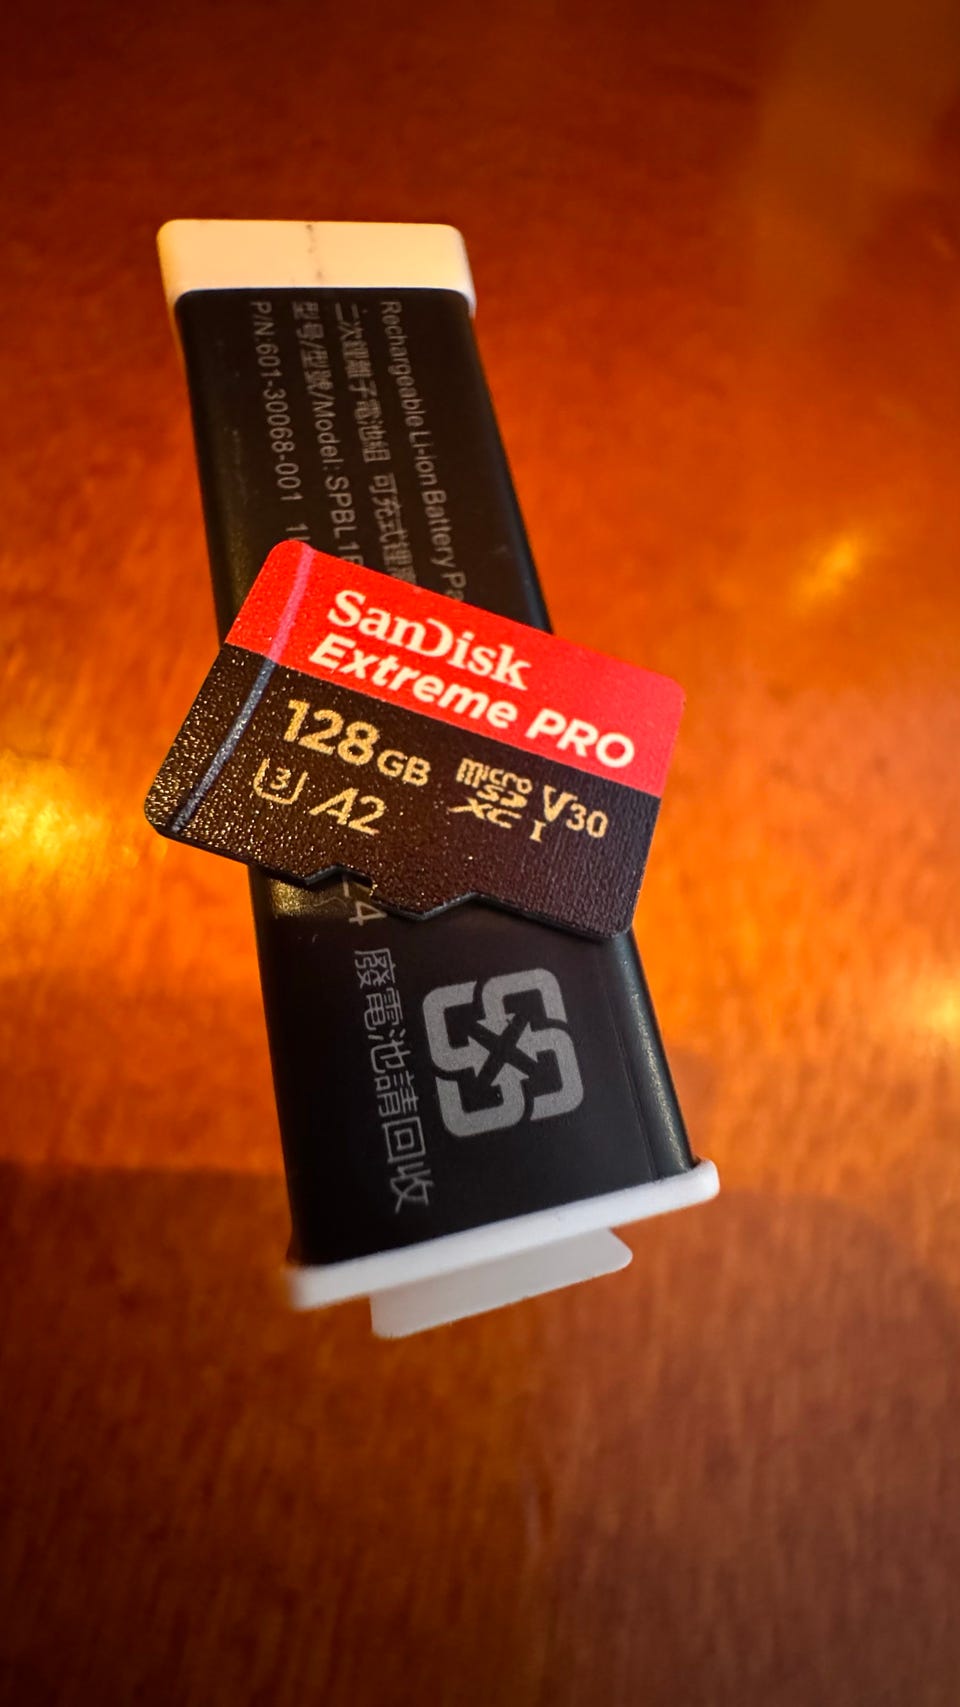 Rechargeable Li-ion Battery
二次鋰離子電池組 可充式鋰
型号/型號/Model: SPBL1
P/N:601-30068-001
SanDisk
Extreme PRO
128GB
micro SD XC I
V30
3
A2
4
廢電池請回收